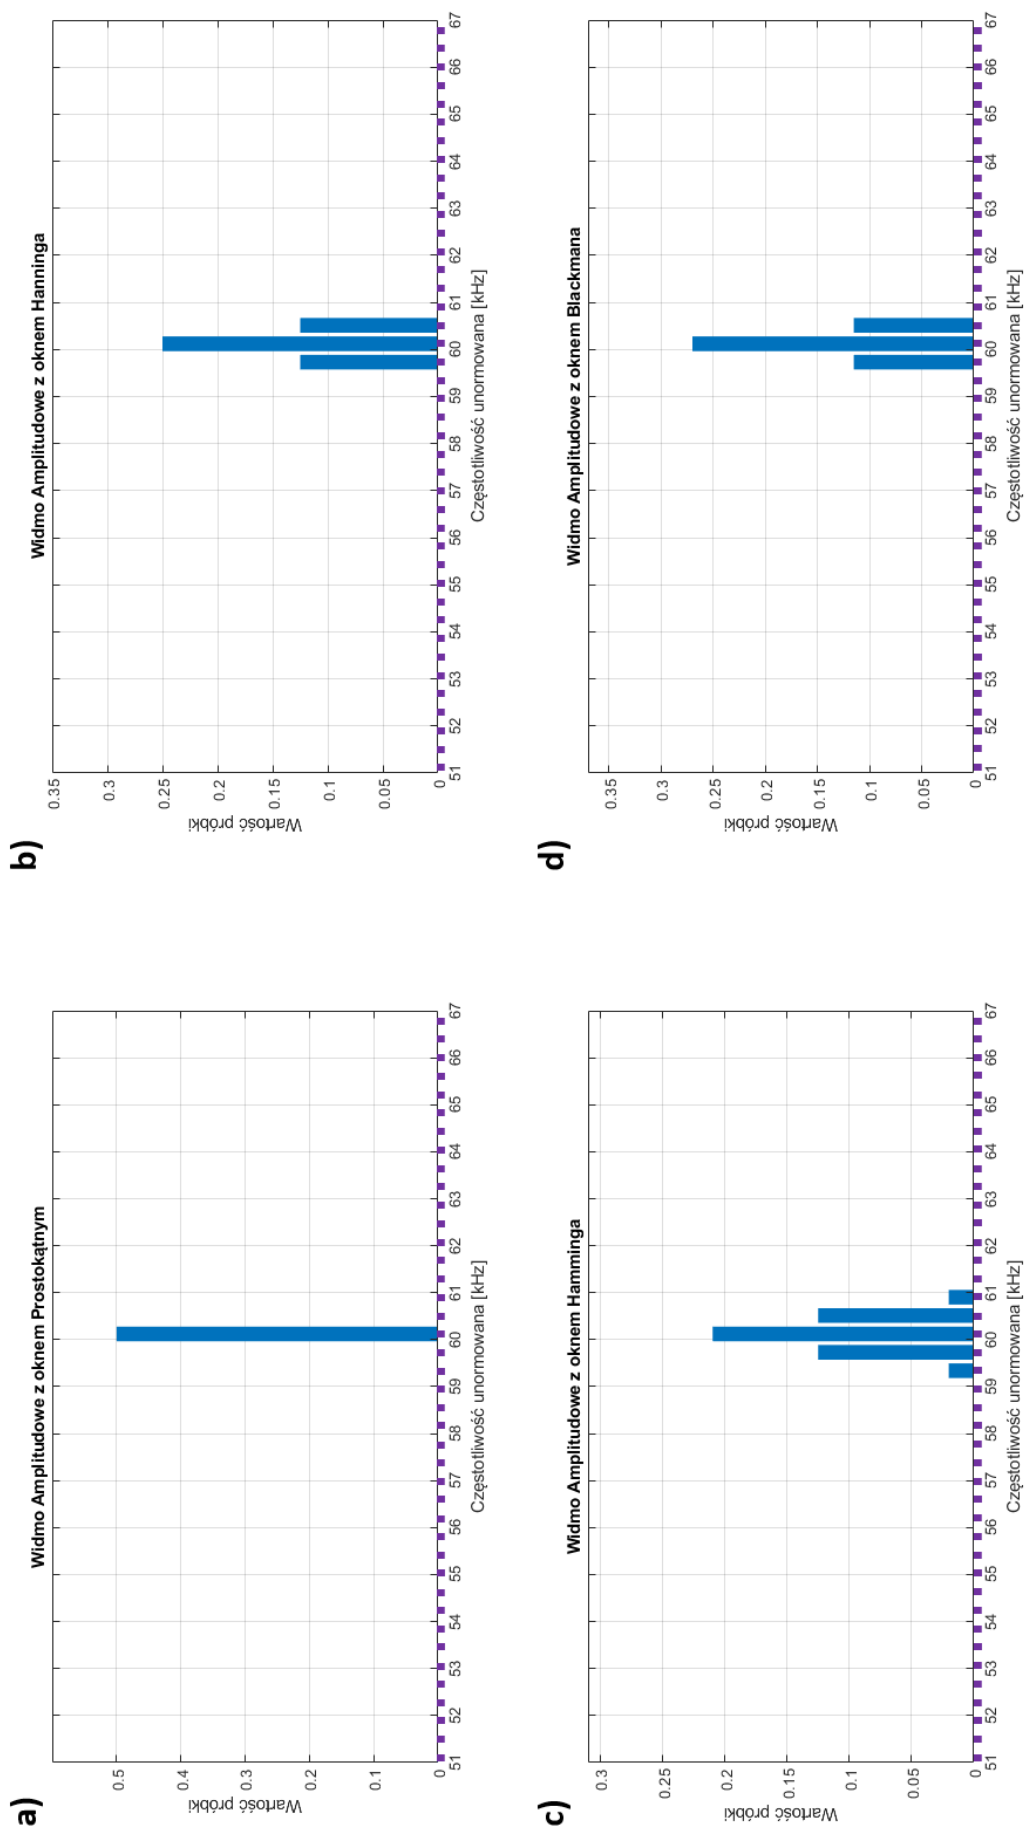 a)
Widmo Amplitudowe z oknem Prostokątnym
Wartość próbki
0.5
0.4
0.3
0.2
0.1
0
51 52 53 54 55 56 57 58 59 60 61 62 63 64 65 66 67
Częstotliwość unormowana [kHz]
b)
Widmo Amplitudowe z oknem Hanninga
Wartość próbki
0.35
0.3
0.25
0.2
0.15
0.1
0.05
0
51 52 53 54 55 56 57 58 59 60 61 62 63 64 65 66 67
Częstotliwość unormowana [kHz]
c)
Widmo Amplitudowe z oknem Hamminga
Wartość próbki
0.3
0.25
0.2
0.15
0.1
0.05
0
51 52 53 54 55 56 57 58 59 60 61 62 63 64 65 66 67
Częstotliwość unormowana [kHz]
d)
Widmo Amplitudowe z oknem Blackmana
Wartość próbki
0.35
0.3
0.25
0.2
0.15
0.1
0.05
0
51 52 53 54 55 56 57 58 59 60 61 62 63 64 65 66 67
Częstotliwość unormowana [kHz]